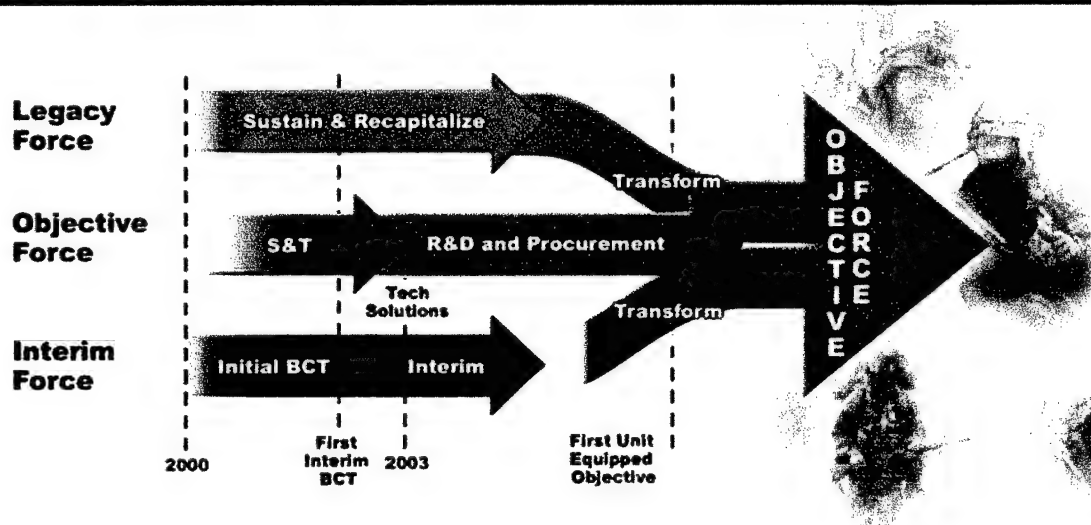 Legacy
Force
Sustain & Recapitalize
Transform
Objective
Force
S&T
R&D and Procurement
Tech
Solutions
Transform
Interim
Force
Initial BCT
Interim
OBJECTIVE
FORCE
2000
First
Interim
BCT
2003
First Unit
Equipped
Objective